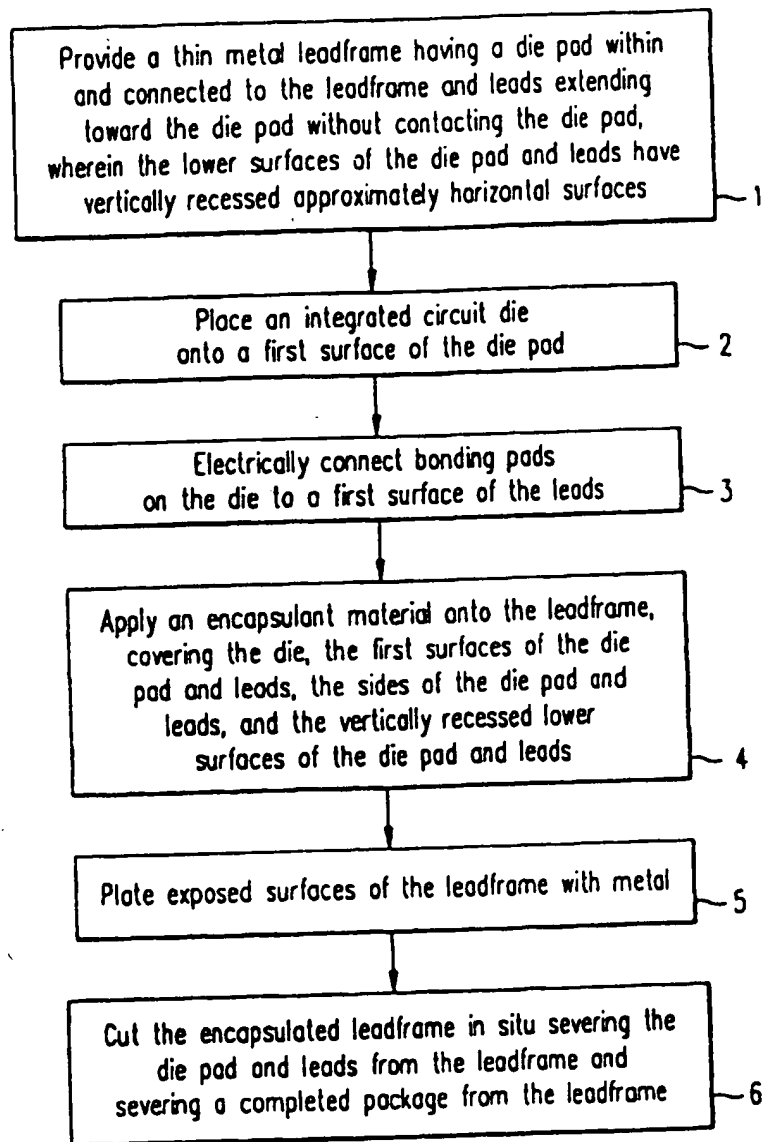 Provide a thin metal leadframe having a die pad within
and connected to the leadframe and leads extending
toward the die pad without contacting the die pad,
wherein the lower surfaces of the die pad and leads have
vertically recessed approximately horizontal surfaces
1
Place an integrated circuit die
onto a first surface of the die pad
2
Electrically connect bonding pads
on the die to a first surface of the leads
3
Apply an encapsulant material onto the leadframe,
covering the die, the first surfaces of the die
pad and leads, the sides of the die pad and
leads, and the vertically recessed lower
surfaces of the die pad and leads
4
Plate exposed surfaces of the leadframe with metal
5
Cut the encapsulated leadframe in situ severing the
die pad and leads from the leadframe and
severing a completed package from the leadframe
6